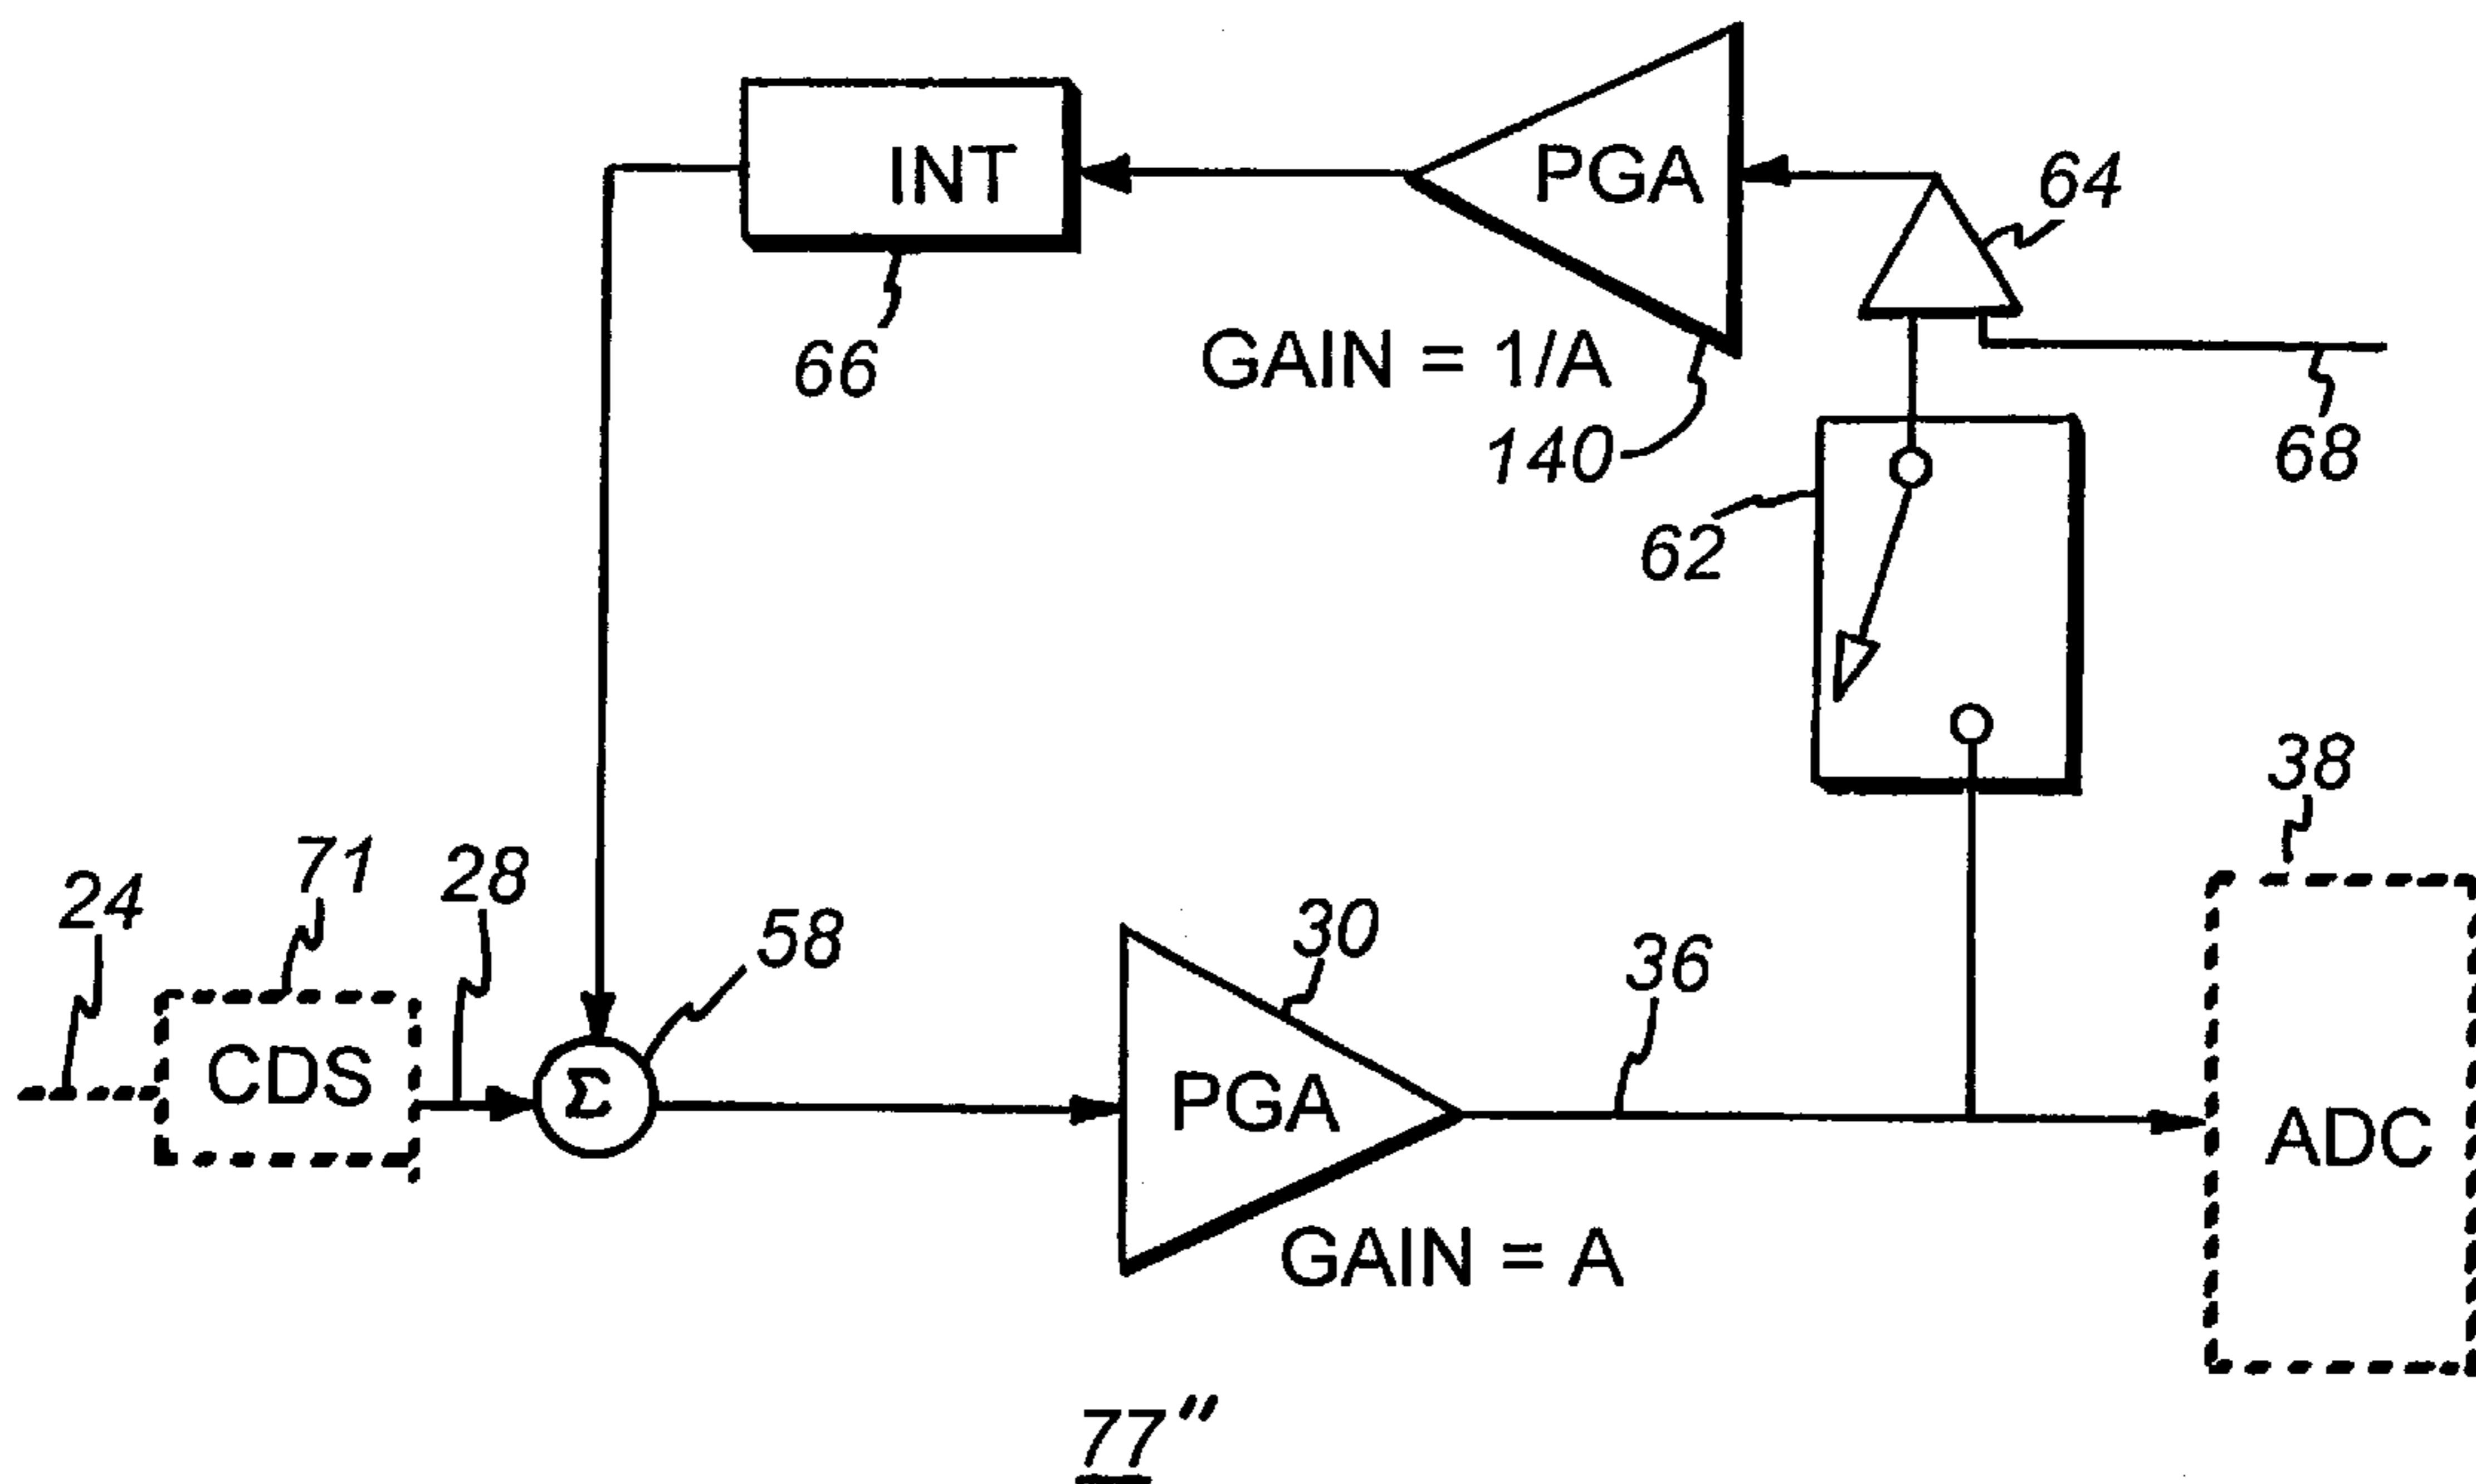 INT
PGA
64
66
GAIN = 1/A
140
68
62
38
24
71
28
58
30
36
CDS
Σ
PGA
ADC
GAIN = A
77"